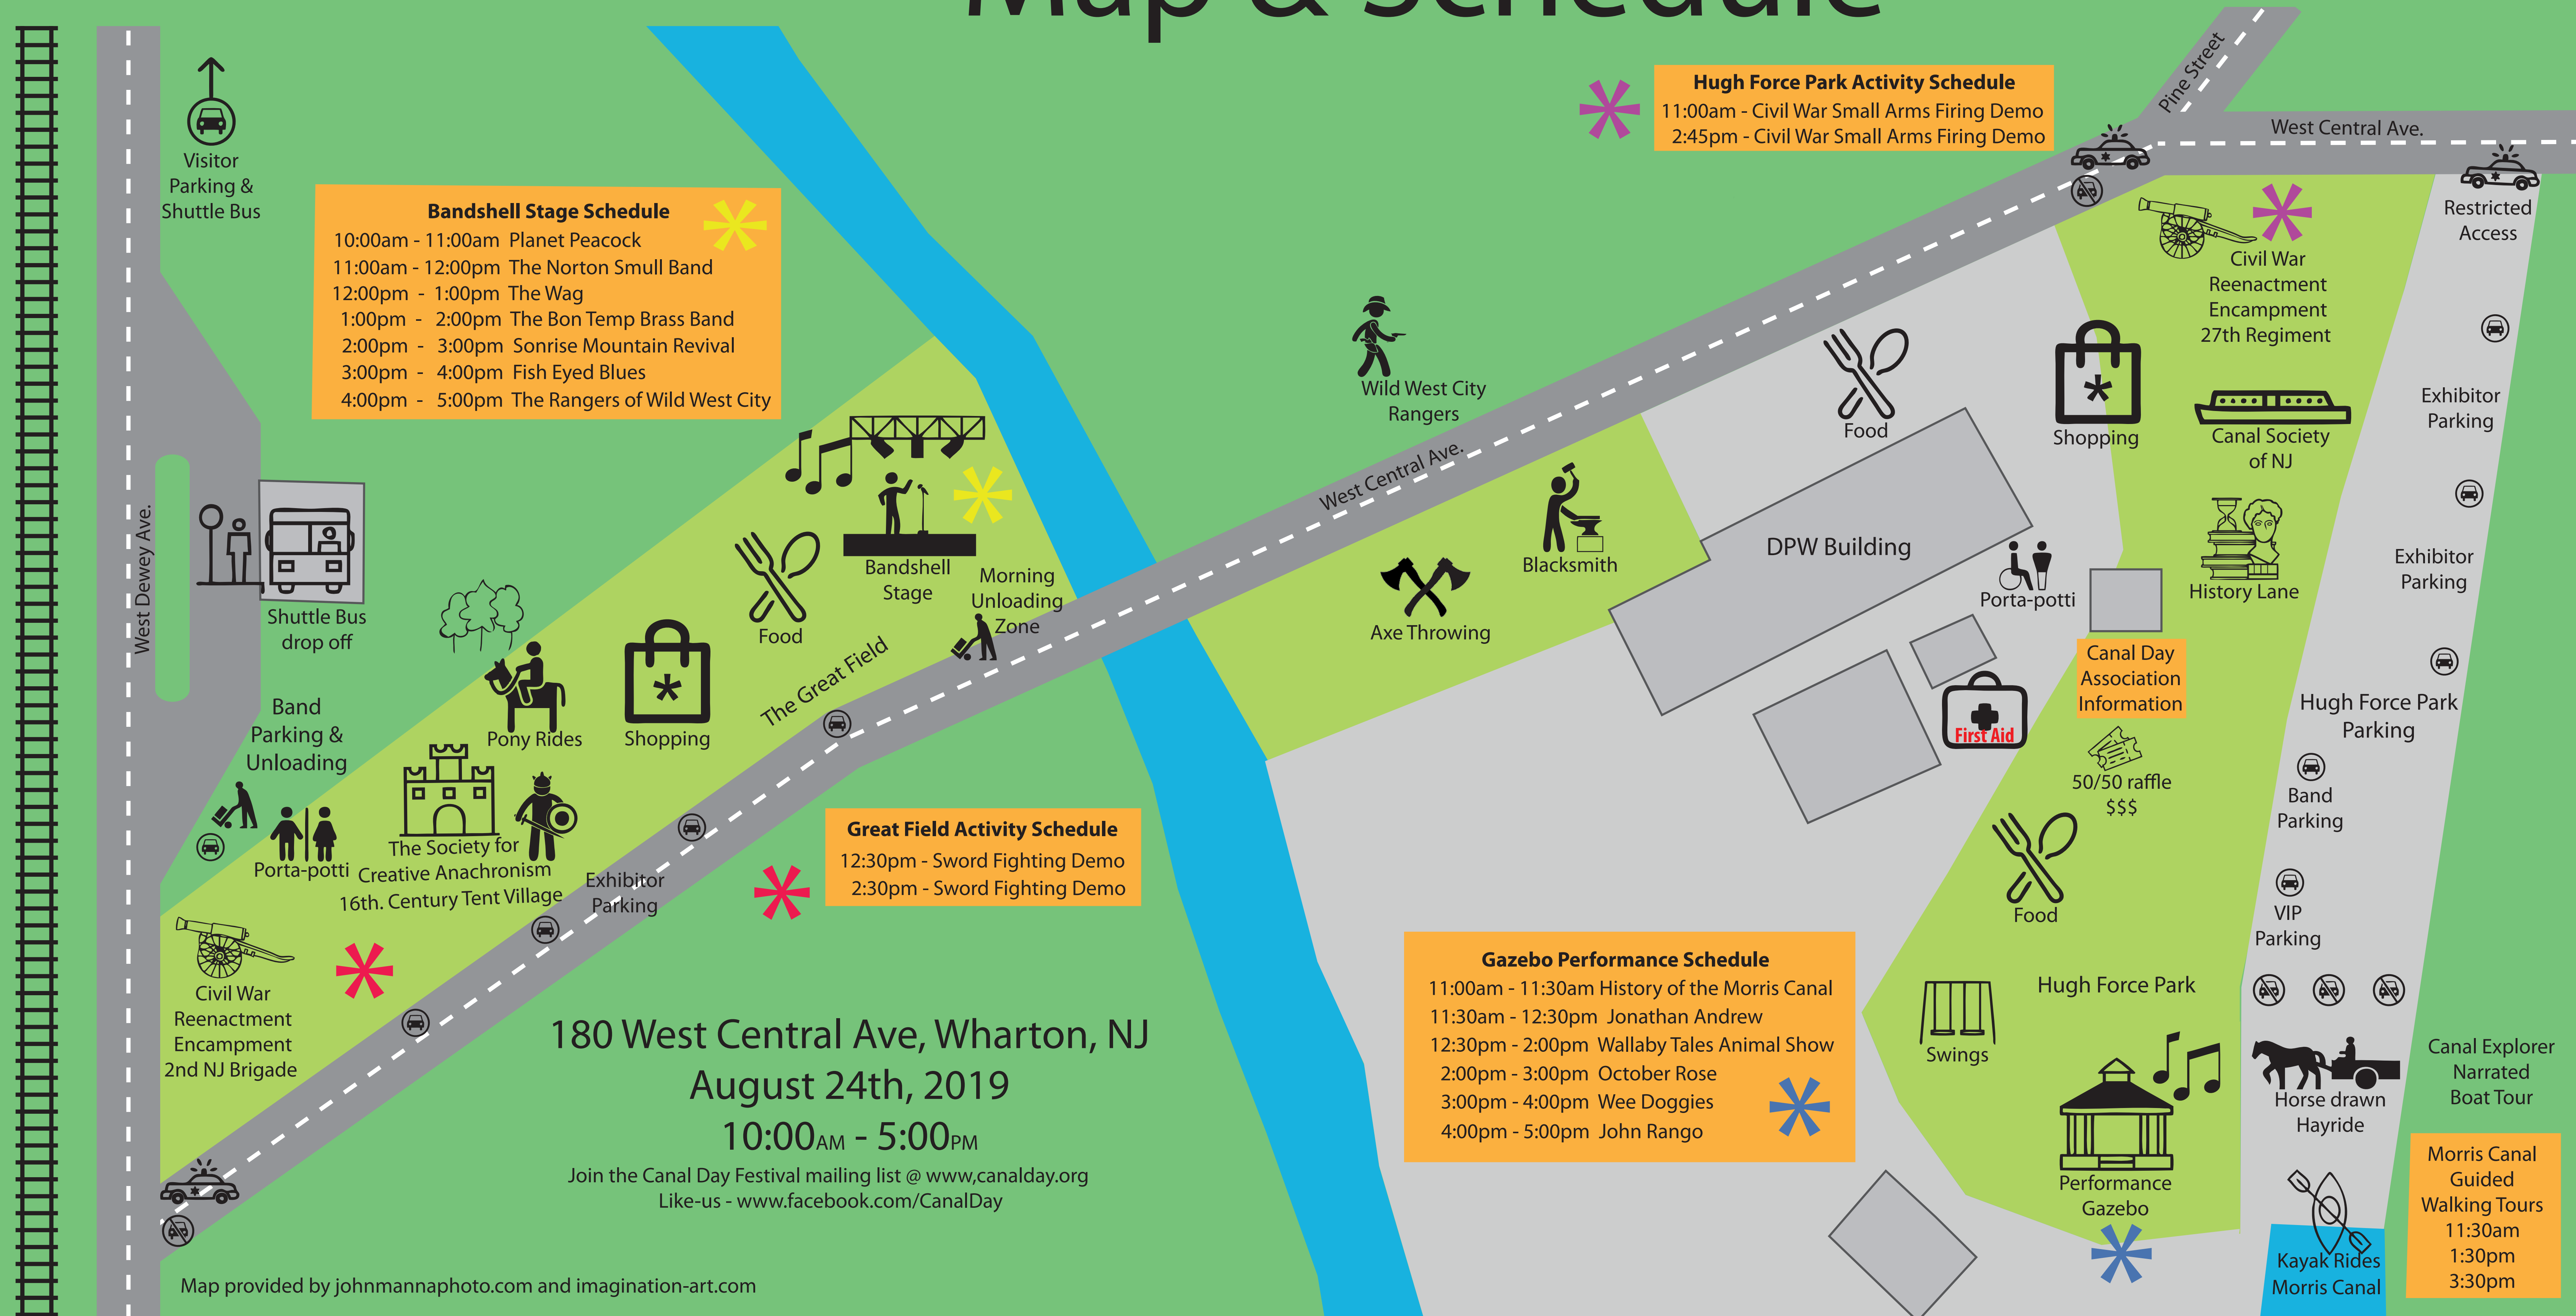 Map & Schedule
Pine Street
West Central Ave.
Visitor
Parking &
Shuttle Bus
Hugh Force Park Activity Schedule
11:00am - Civil War Small Arms Firing Demo
2:45pm - Civil War Small Arms Firing Demo
Restricted
Access
Bandshell Stage Schedule
10:00am - 11:00am Planet Peacock
11:00am - 12:00pm The Norton Smull Band
12:00pm - 1:00pm The Wag
1:00pm - 2:00pm The Bon Temp Brass Band
2:00pm - 3:00pm Sonrise Mountain Revival
3:00pm - 4:00pm Fish Eyed Blues
4:00pm - 5:00pm The Rangers of Wild West City
Civil War
Reenactment
Encampment
27th Regiment
Wild West City
Rangers
Food
Shopping
Canal Society
of NJ
Exhibitor
Parking
West Central Ave.
West Dewey Ave.
Shuttle Bus
drop off
Bandshell
Stage
Morning
Unloading
Zone
Food
The Great Field
Axe Throwing
Blacksmith
DPW Building
Porta-potti
History Lane
Exhibitor
Parking
Band
Parking &
Unloading
Pony Rides
Shopping
First Aid
Canal Day
Association
Information
50/50 raffle
$$$
Hugh Force Park
Parking
Band
Parking
VIP
Parking
Porta-potti
The Society for
Creative Anachronism
16th. Century Tent Village
Exhibitor
Parking
Great Field Activity Schedule
12:30pm - Sword Fighting Demo
2:30pm - Sword Fighting Demo
Food
Civil War
Reenactment
Encampment
2nd NJ Brigade
180 West Central Ave, Wharton, NJ
August 24th, 2019
10:00AM - 5:00PM
Join the Canal Day Festival mailing list @ www,canalday.org
Like-us - www.facebook.com/CanalDay
Gazebo Performance Schedule
11:00am - 11:30am History of the Morris Canal
11:30am - 12:30pm Jonathan Andrew
12:30pm - 2:00pm Wallaby Tales Animal Show
2:00pm - 3:00pm October Rose
3:00pm - 4:00pm Wee Doggies
4:00pm - 5:00pm John Rango
Swings
Hugh Force Park
Performance
Gazebo
Horse drawn
Hayride
Canal Explorer
Narrated
Boat Tour
Morris Canal
Guided
Walking Tours
11:30am
1:30pm
3:30pm
Kayak Rides
Morris Canal
Map provided by johnmannaphoto.com and imagination-art.com